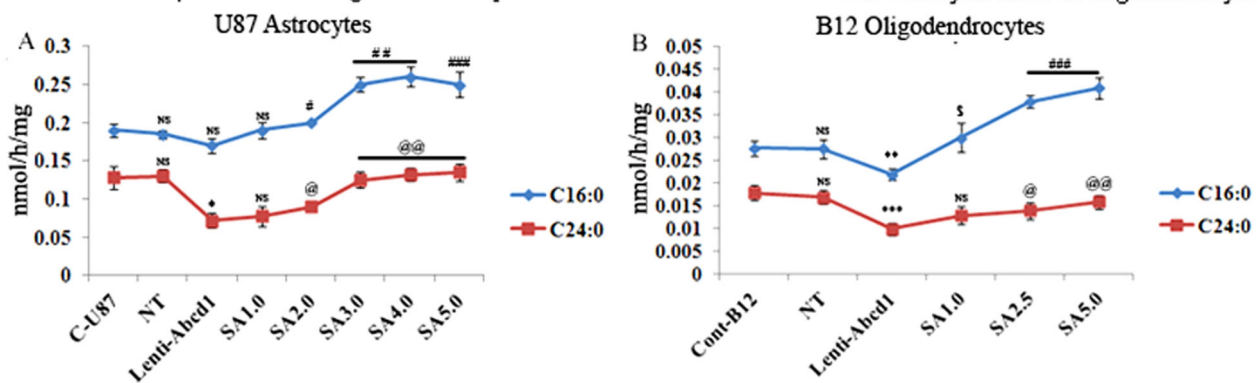 U87 Astrocytes
A
nmol/h/mg
0.3
0.25
0.2
0.15
0.1
0.05
0
NS
NS
NS
#
##
###
NS
♦
NS
@
@@
C-U87
NT
Lenti-Abcd1
SA1.0
SA2.0
SA3.0
SA4.0
SA5.0
C16:0
C24:0
B12 Oligodendrocytes
B
nmol/h/mg
0.05
0.045
0.04
0.035
0.03
0.025
0.02
0.015
0.01
0.005
0
NS
♦♦
$
###
NS
♦♦♦
NS
@
@@
Cont-B12
NT
Lenti-Abcd1
SA1.0
SA2.5
SA5.0
C16:0
C24:0